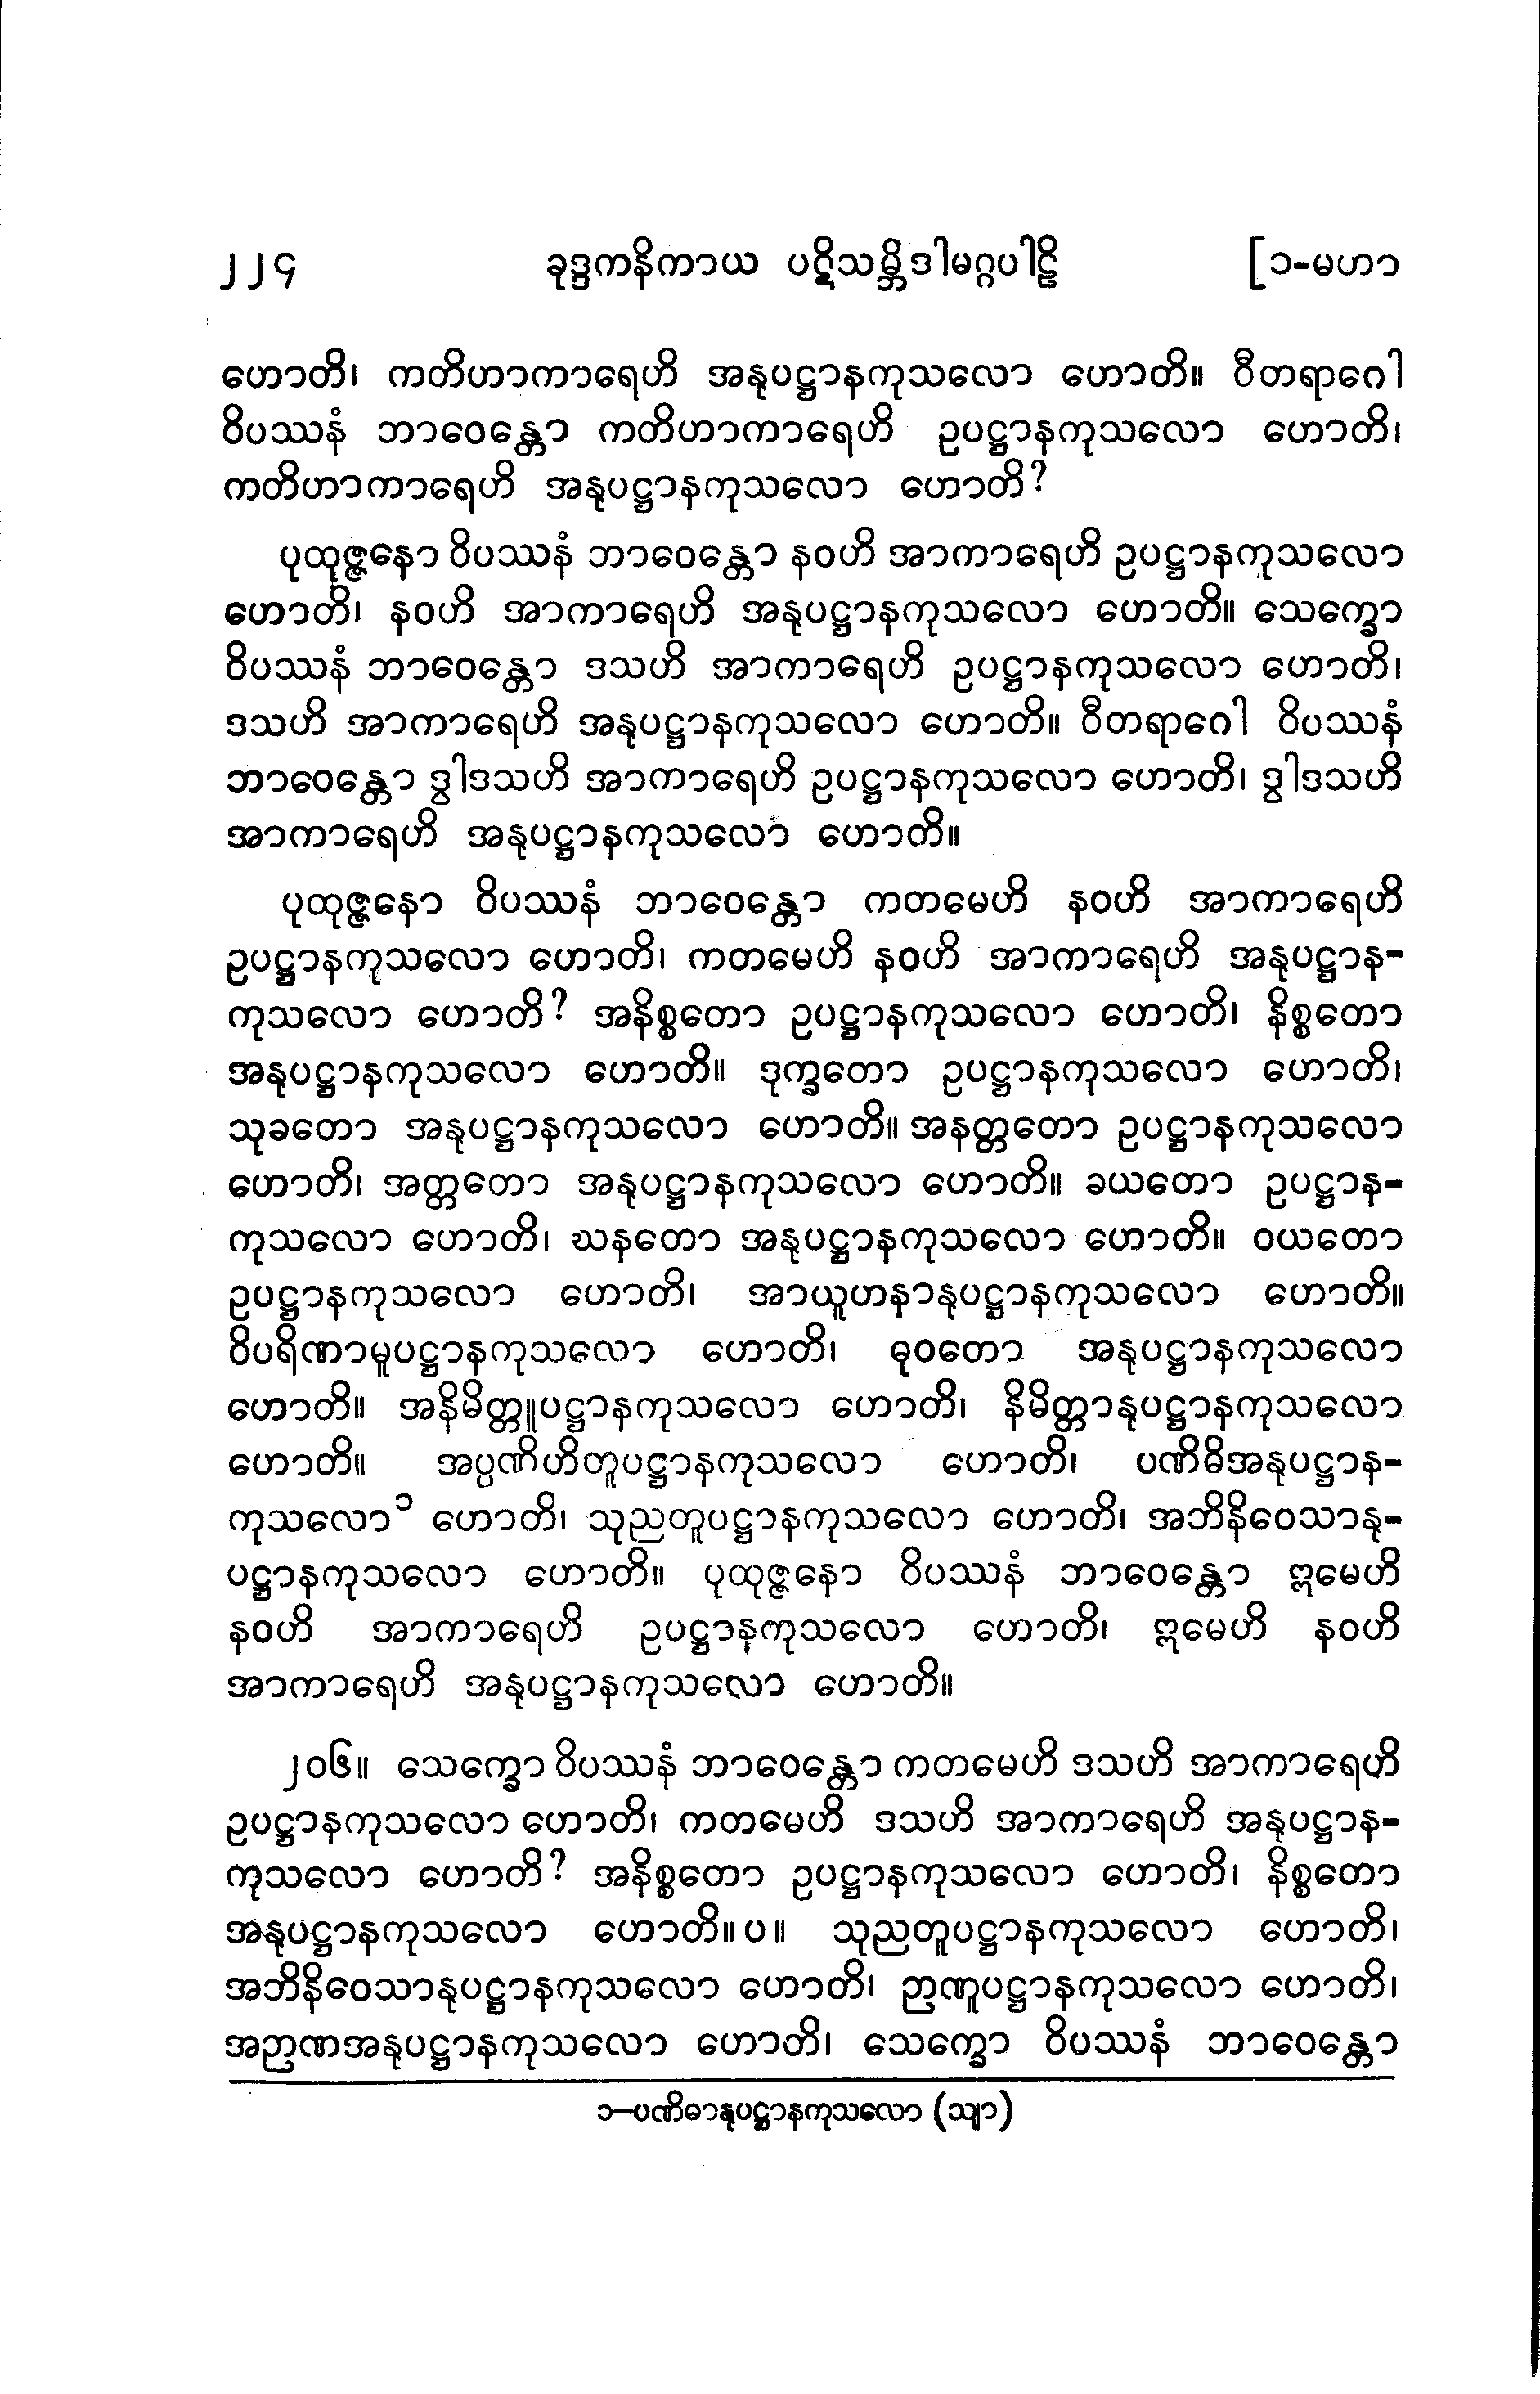 ၂၂၄ ခုဒ္ဒကနိကာယ ပဋိသမ္ဘိဒါမဂ္ဂပါဠိ [၁-မဟာ
ဟောတိ၊ ကတိဟာကာရေဟိ အနုပဋ္ဌာနကုသလော ဟောတိ။ ဝီတရာဂေါ
ဝိပဿနံ ဘာဝေန္တော ကတိဟာကာရေဟိ ဥပဋ္ဌာနကုသလော ဟောတိ၊
ကတိဟာကာရေဟိ အနုပဋ္ဌာနကုသလော ဟောတိ?
ပုထုဇ္ဇနော ဝိပဿနံ ဘာဝေန္တော နဝဟိ အာကာရေဟိ ဥပဋ္ဌာနကုသလော
ဟောတိ၊ နဝဟိ အာကာရေဟိ အနုပဋ္ဌာနကုသလော ဟောတိ။ သေက္ခော
ဝိပဿနံ ဘာဝေန္တော ဒသဟိ အာကာရေဟိ ဥပဋ္ဌာနကုသလော ဟောတိ၊
ဒသဟိ အာကာရေဟိ အနုပဋ္ဌာနကုသလော ဟောတိ။ ဝီတရာဂေါ ဝိပဿနံ
ဘာဝေန္တော ဒွါဒသဟိ အာကာရေဟိ ဥပဋ္ဌာနကုသလော ဟောတိ၊ ဒွါဒသဟိ
အာကာရေဟိ အနုပဋ္ဌာနကုသလော ဟောတိ။
ပုထုဇ္ဇနော ဝိပဿနံ ဘာဝေန္တော ကတမေဟိ နဝဟိ အာကာရေဟိ
ဥပဋ္ဌာနကုသလော ဟောတိ၊ ကတမေဟိ နဝဟိ အာကာရေဟိ အနုပဋ္ဌာန-
ကုသလော ဟောတိ? အနိစ္စတော ဥပဋ္ဌာနကုသလော ဟောတိ၊ နိစ္စတော
အနုပဋ္ဌာနကုသလော ဟောတိ။ ဒုက္ခတော ဥပဋ္ဌာနကုသလော ဟောတိ၊
သုခတော အနုပဋ္ဌာနကုသလော ဟောတိ။ အနတ္တတော ဥပဋ္ဌာနကုသလော
ဟောတိ၊ အတ္တတော အနုပဋ္ဌာနကုသလော ဟောတိ။ ခယတော ဥပဋ္ဌာန-
ကုသလော ဟောတိ၊ ဃနတော အနုပဋ္ဌာနကုသလော ဟောတိ။ ဝယတော
ဥပဋ္ဌာနကုသလော ဟောတိ၊ အာယူဟနာနုပဋ္ဌာနကုသလော ဟောတိ။
ဝိပရိဏာမူပဋ္ဌာနကုသလော ဟောတိ၊ ဓုဝတော အနုပဋ္ဌာနကုသလော
ဟောတိ။ အနိမိတ္တူပဋ္ဌာနကုသလော ဟောတိ၊ နိမိတ္တာနုပဋ္ဌာနကုသလော
ဟောတိ။ အပ္ပဏိဟိတူပဋ္ဌာနကုသလော ဟောတိ၊ ပဏိဓိအနုပဋ္ဌာန-
ကုသလော၁ ဟောတိ၊ သုညတူပဋ္ဌာနကုသလော ဟောတိ၊ အဘိနိဝေသာနု-
ပဋ္ဌာနကုသလော ဟောတိ။ ပုထုဇ္ဇနော ဝိပဿနံ ဘာဝေန္တော ဣမေဟိ
နဝဟိ အာကာရေဟိ ဥပဋ္ဌာနကုသလော ဟောတိ၊ ဣမေဟိ နဝဟိ
အာကာရေဟိ အနုပဋ္ဌာနကုသလော ဟောတိ။
၂၀၆။ သေက္ခော ဝိပဿနံ ဘာဝေန္တော ကတမေဟိ ဒသဟိ အာကာရေဟိ
ဥပဋ္ဌာနကုသလော ဟောတိ၊ ကတမေဟိ ဒသဟိ အာကာရေဟိ အနုပဋ္ဌာန-
ကုသလော ဟောတိ? အနိစ္စတော ဥပဋ္ဌာနကုသလော ဟောတိ၊ နိစ္စတော
အနုပဋ္ဌာနကုသလော ဟောတိ။ပ။ သုညတူပဋ္ဌာနကုသလော ဟောတိ၊
အဘိနိဝေသာနုပဋ္ဌာနကုသလော ဟောတိ၊ ဉာဏူပဋ္ဌာနကုသလော ဟောတိ၊
အဉာဏအနုပဋ္ဌာနကုသလော ဟောတိ၊ သေက္ခော ဝိပဿနံ ဘာဝေန္တော
၁–ပဏိဓာနုပဋ္ဌာနကုသလော (သျာ)